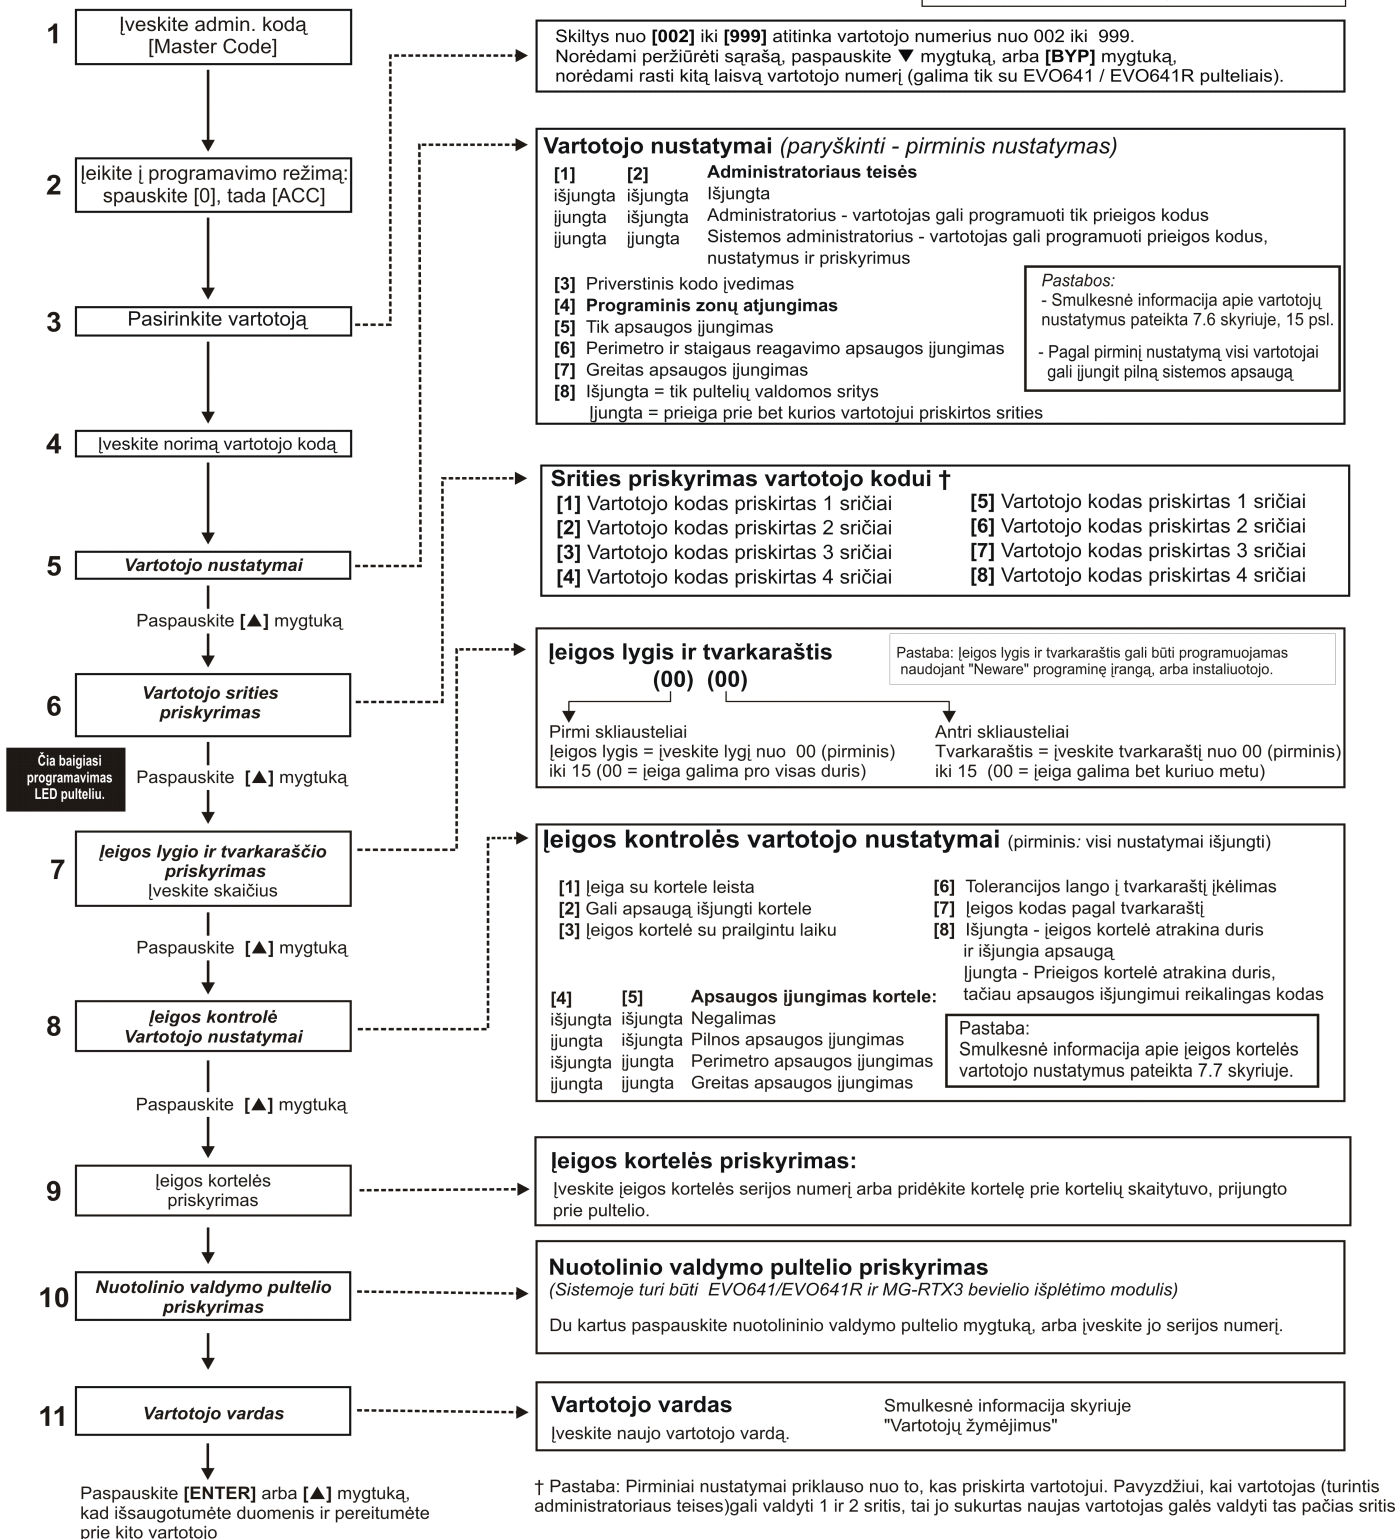 1
Įveskite admin. kodą
[Master Code]
Skiltys nuo [002] iki [999] atitinka vartotojo numerius nuo 002 iki 999.
Norėdami peržiūrėti sąrašą, paspauskite ▼ mygtuką, arba [BYP] mygtuką,
norėdami rasti kitą laisvą vartotojo numerį (galima tik su EVO641 / EVO641R pulteliais).
2
Įeikite į programavimo režimą:
spauskite [0], tada [ACC]
3
Pasirinkite vartotoją
4
Įveskite norimą vartotojo kodą
5
Vartotojo nustatymai
Paspauskite [▲] mygtuką
Vartotojo nustatymai (paryškinti - pirminis nustatymas)
[1] [2] Administratoriaus teisės
išjungta išjungta Išjungta
įjungta išjungta Administratorius - vartotojas gali programuoti tik prieigos kodus
įjungta įjungta Sistemos administratorius - vartotojas gali programuoti prieigos kodus,
nustatymus ir priskyrimus
[3] Priverstinis kodo įvedimas
[4] Programinis zonų atjungimas
[5] Tik apsaugos įjungimas
[6] Perimetro ir staigaus reagavimo apsaugos įjungimas
[7] Greitas apsaugos įjungimas
[8] Išjungta = tik pultelių valdomos sritys
Įjungta = prieiga prie bet kurios vartotojui priskirtos srities
Pastabos:
- Smulkesnė informacija apie vartotojų
nustatymus pateikta 7.6 skyriuje, 15 psl.
- Pagal pirminį nustatymą visi vartotojai
gali įjungit pilną sistemos apsaugą
6
Vartotojo srities
priskyrimas
Čia baigiasi
programavimas
LED pulteliu.
Paspauskite [▲] mygtuką
Srities priskyrimas vartotojo kodui †
[1] Vartotojo kodas priskirtas 1 sričiai
[2] Vartotojo kodas priskirtas 2 sričiai
[3] Vartotojo kodas priskirtas 3 sričiai
[4] Vartotojo kodas priskirtas 4 sričiai
[5] Vartotojo kodas priskirtas 1 sričiai
[6] Vartotojo kodas priskirtas 2 sričiai
[7] Vartotojo kodas priskirtas 3 sričiai
[8] Vartotojo kodas priskirtas 4 sričiai
7
Įeigos lygio ir tvarkaraščio
priskyrimas
Įveskite skaičius
Paspauskite [▲] mygtuką
Įeigos lygis ir tvarkaraštis
(00) (00)
Pastaba: Įeigos lygis ir tvarkaraštis gali būti programuojamas
naudojant "Neware" programinę įrangą, arba instaliuotojo.
Pirmi skliausteliai
Įeigos lygis = įveskite lygį nuo 00 (pirminis)
iki 15 (00 = įeiga galima pro visas duris)
Antri skliausteliai
Tvarkaraštis = įveskite tvarkaraštį nuo 00 (pirminis)
iki 15 (00 = įeiga galima bet kuriuo metu)
8
Įeigos kontrolė
Vartotojo nustatymai
Paspauskite [▲] mygtuką
Įeigos kontrolės vartotojo nustatymai (pirminis: visi nustatymai išjungti)
[1] Įeiga su kortele leista
[2] Gali apsaugą išjungti kortele
[3] Įeigos kortelė su prailgintu laiku
[4] [5] Apsaugos įjungimas kortele:
išjungta išjungta Negalimas
įjungta išjungta Pilnos apsaugos įjungimas
išjungta įjungta Perimetro apsaugos įjungimas
įjungta įjungta Greitas apsaugos įjungimas
[6] Tolerancijos lango į tvarkaraštį įkėlimas
[7] Įeigos kodas pagal tvarkaraštį
[8] Išjungta - įeigos kortelė atrakina duris
ir išjungia apsaugą
Įjungta - Prieigos kortelė atrakina duris,
tačiau apsaugos išjungimui reikalingas kodas
Pastaba:
Smulkesnė informacija apie įeigos kortelės
vartotojo nustatymus pateikta 7.7 skyriuje.
9
Įeigos kortelės
priskyrimas
Įeigos kortelės priskyrimas:
Įveskite įeigos kortelės serijos numerį arba pridėkite kortelę prie kortelių skaitytuvo, prijungto
prie pultelio.
10
Nuotolinio valdymo pultelio
priskyrimas
Nuotolinio valdymo pultelio priskyrimas
(Sistemoje turi būti EVO641/EVO641R ir MG-RTX3 bevielio išplėtimo modulis)
Du kartus paspauskite nuotolininio valdymo pultelio mygtuką, arba įveskite jo serijos numerį.
11
Vartotojo vardas
Vartotojo vardas
Įveskite naujo vartotojo vardą.
Smulkesnė informacija skyriuje
"Vartotojų žymėjimus"
Paspauskite [ENTER] arba [▲] mygtuką,
kad išsaugotumėte duomenis ir pereitumėte
prie kito vartotojo
† Pastaba: Pirminiai nustatymai priklauso nuo to, kas priskirta vartotojui. Pavyzdžiui, kai vartotojas (turintis
administratoriaus teises)gali valdyti 1 ir 2 sritis, tai jo sukurtas naujas vartotojas galės valdyti tas pačias sritis